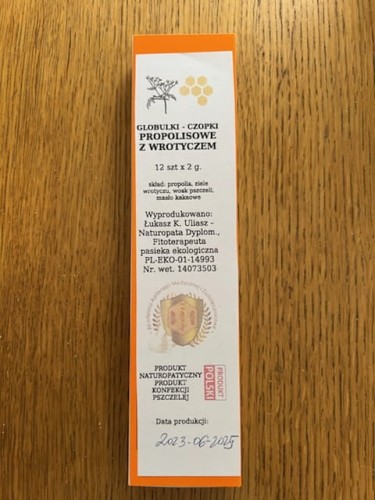 GLOBULKI - CZOPKI
PROPOLISOWE
Z WROTYCZEM
12 szt x 2 g.
skład: propolis, ziele
wrotyczu, wosk pszczeli,
masło kakaowe
Wyprodukowano:
Łukasz K. Uliasz -
Naturopata Dyplom.,
Fitoterapeuta
pasieka ekologiczna
PL-EKO-01-14993
Nr. wet. 14073503
PRODUKT
NATUROPATYCZNY
PRODUKT
KONFEKCJI
PSZCZELEJ
PRODUKT
POLSKI
Data produkcji:
2023-06-2025